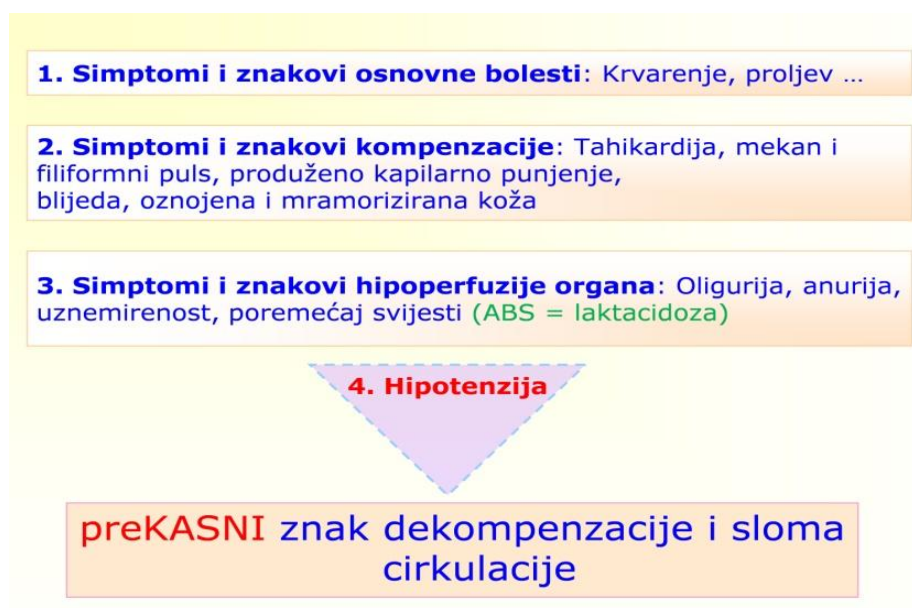 1. Simptomi i znakovi osnovne bolesti: Krvarenje, proljev ...
2. Simptomi i znakovi kompenzacije: Tahikardija, mekan i
filiformni puls, produženo kapilarno punjenje,
blijeda, oznojena i mramorizirana koža
3. Simptomi i znakovi hipoperfuzije organa: Oligurija, anurija,
uznemirenost, poremećaj svijesti (ABS = laktacidoza)
4. Hipotenzija
preKASNI znak dekompenzacije i sloma
cirkulacije